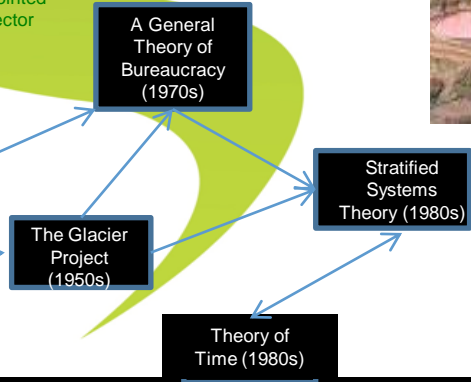 A General
Theory of
Bureaucracy
(1970s)
Stratified
Systems
Theory (1980s)
The Glacier
Project
(1950s)
Theory of
Time (1980s)